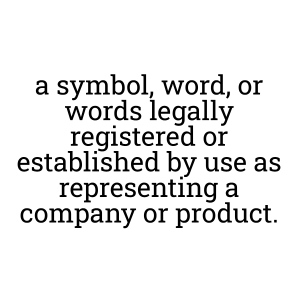 a symbol, word, or
words legally
registered or
established by use as
representing a
company or product.